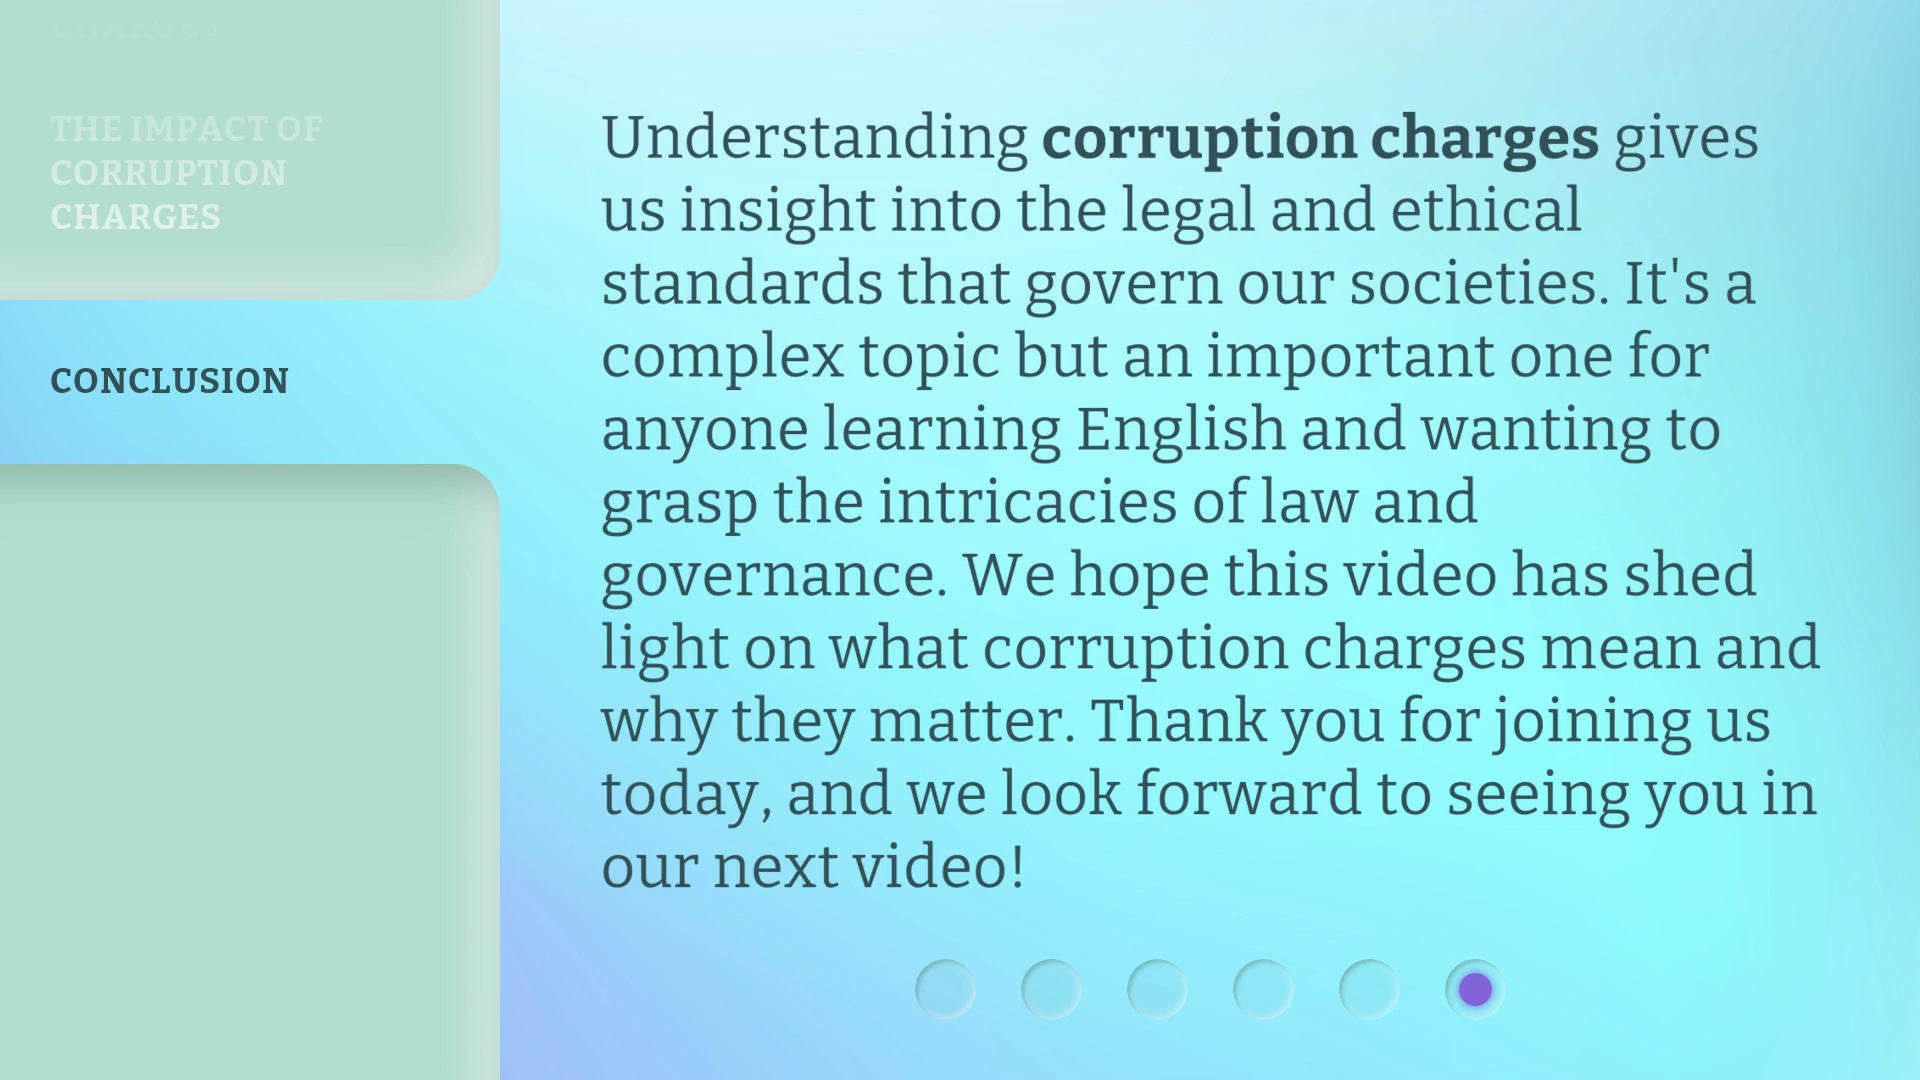 CHARGES
THE IMPACT OF
CORRUPTION
CHARGES
CONCLUSION
Understanding corruption charges gives
us insight into the legal and ethical
standards that govern our societies. It's a
complex topic but an important one for
anyone learning English and wanting to
grasp the intricacies of law and
governance. We hope this video has shed
light on what corruption charges mean and
why they matter. Thank you for joining us
today, and we look forward to seeing you in
our next video!